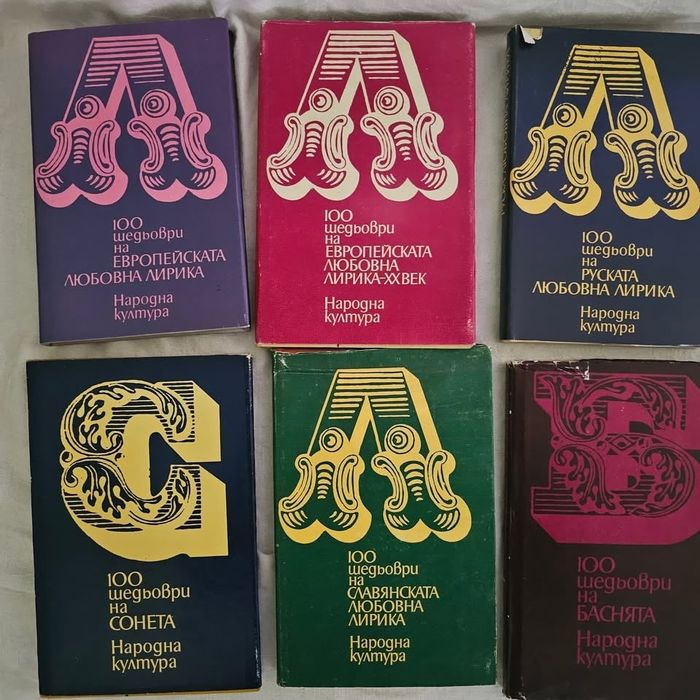 Л
100
шедьоври
на
ЕВРОПЕЙСКАТА
ЛЮБОВНА ЛИРИКА
Народна
култура
Л
100
шедьоври
на
ЕВРОПЕЙСКАТА
ЛЮБОВНА
ЛИРИКА-XX ВЕК
Народна
култура
Л
100
шедьоври
на
РУСКАТА
ЛЮБОВНА ЛИРИКА
Народна
култура
С
100
шедьоври
на
СОНЕТА
Народна
култура
Л
100
шедьоври
на
СЛАВЯНСКАТА
ЛЮБОВНА
ЛИРИКА
Народна
култура
Б
100
шедьоври
на
БАСНЯТА
Народна
култура